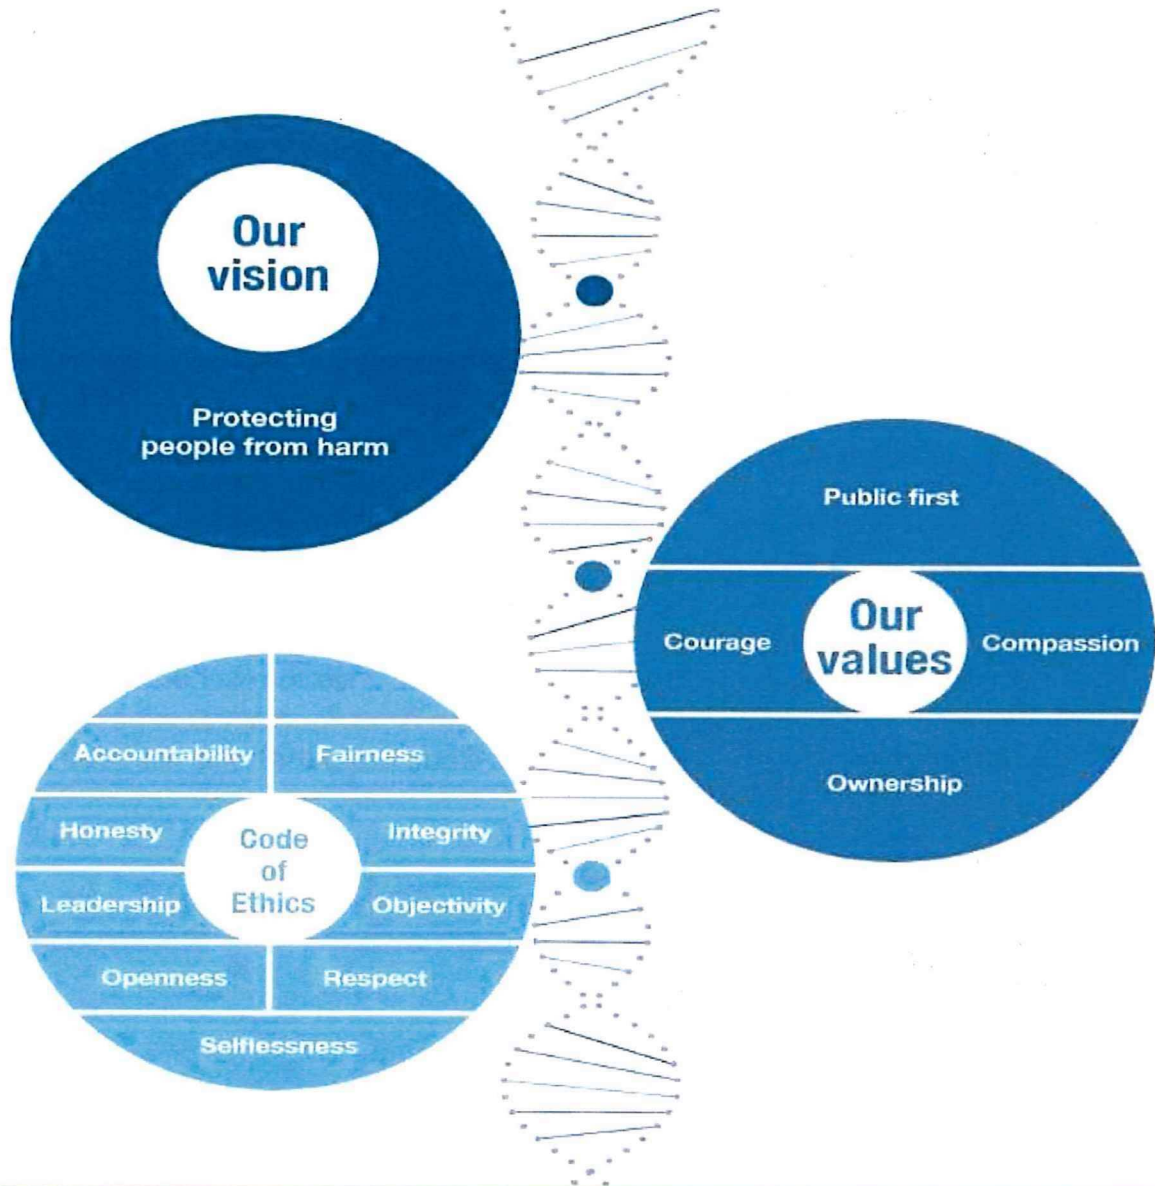 Our
vision
Protecting
people from harm
Public first
Courage
Our
values
Compassion
Ownership
Accountability
Fairness
Honesty
Code
of
Ethics
Integrity
Leadership
Objectivity
Openness
Respect
Selflessness